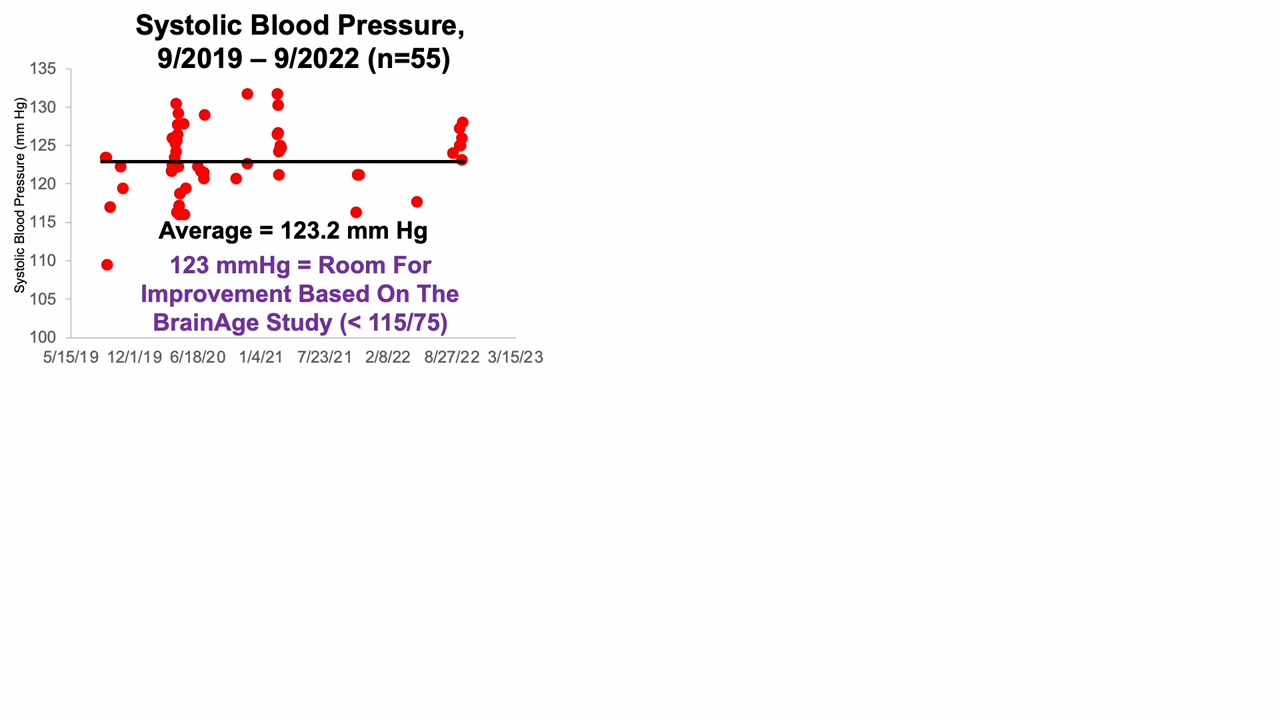 Systolic Blood Pressure,
9/2019 – 9/2022 (n=55)
Systolic Blood Pressure (mm Hg)
135
130
125
120
115
110
105
100
Average = 123.2 mm Hg
123 mmHg = Room For
Improvement Based On The
BrainAge Study (< 115/75)
5/15/19 12/1/19 6/18/20 1/4/21 7/23/21 2/8/22 8/27/22 3/15/23